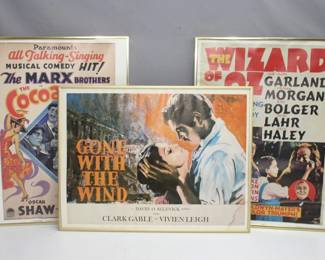 Paramount's
All Talking-Singing
MUSICAL COMEDY HIT!
The MARX BROTHERS
THE
Cocoa
OSCAR
SHAW
GONE
WITH
THE
WIND
DAVID O. SELZNICK
CLARK GABLE
VIVIEN LEIGH
THE
WIZARD
OF OZ
GARLAND
MORGAN
BOLGER
LAHR
HALEY